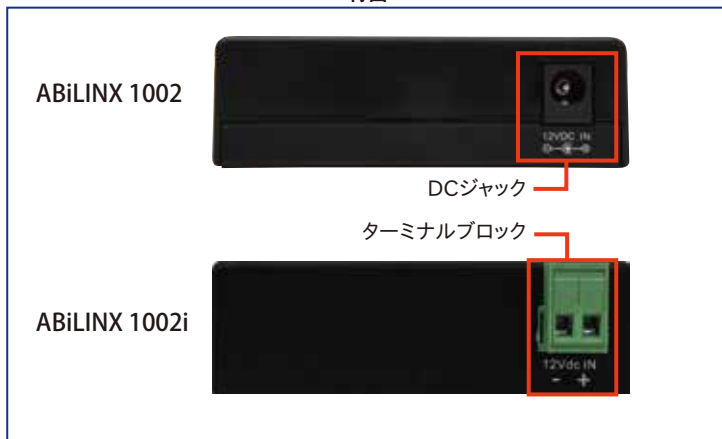 ABiLINX 1002
12VDC IN
DCジャック
ターミナルブロック
ABiLINX 1002i
12Vdc IN
- +